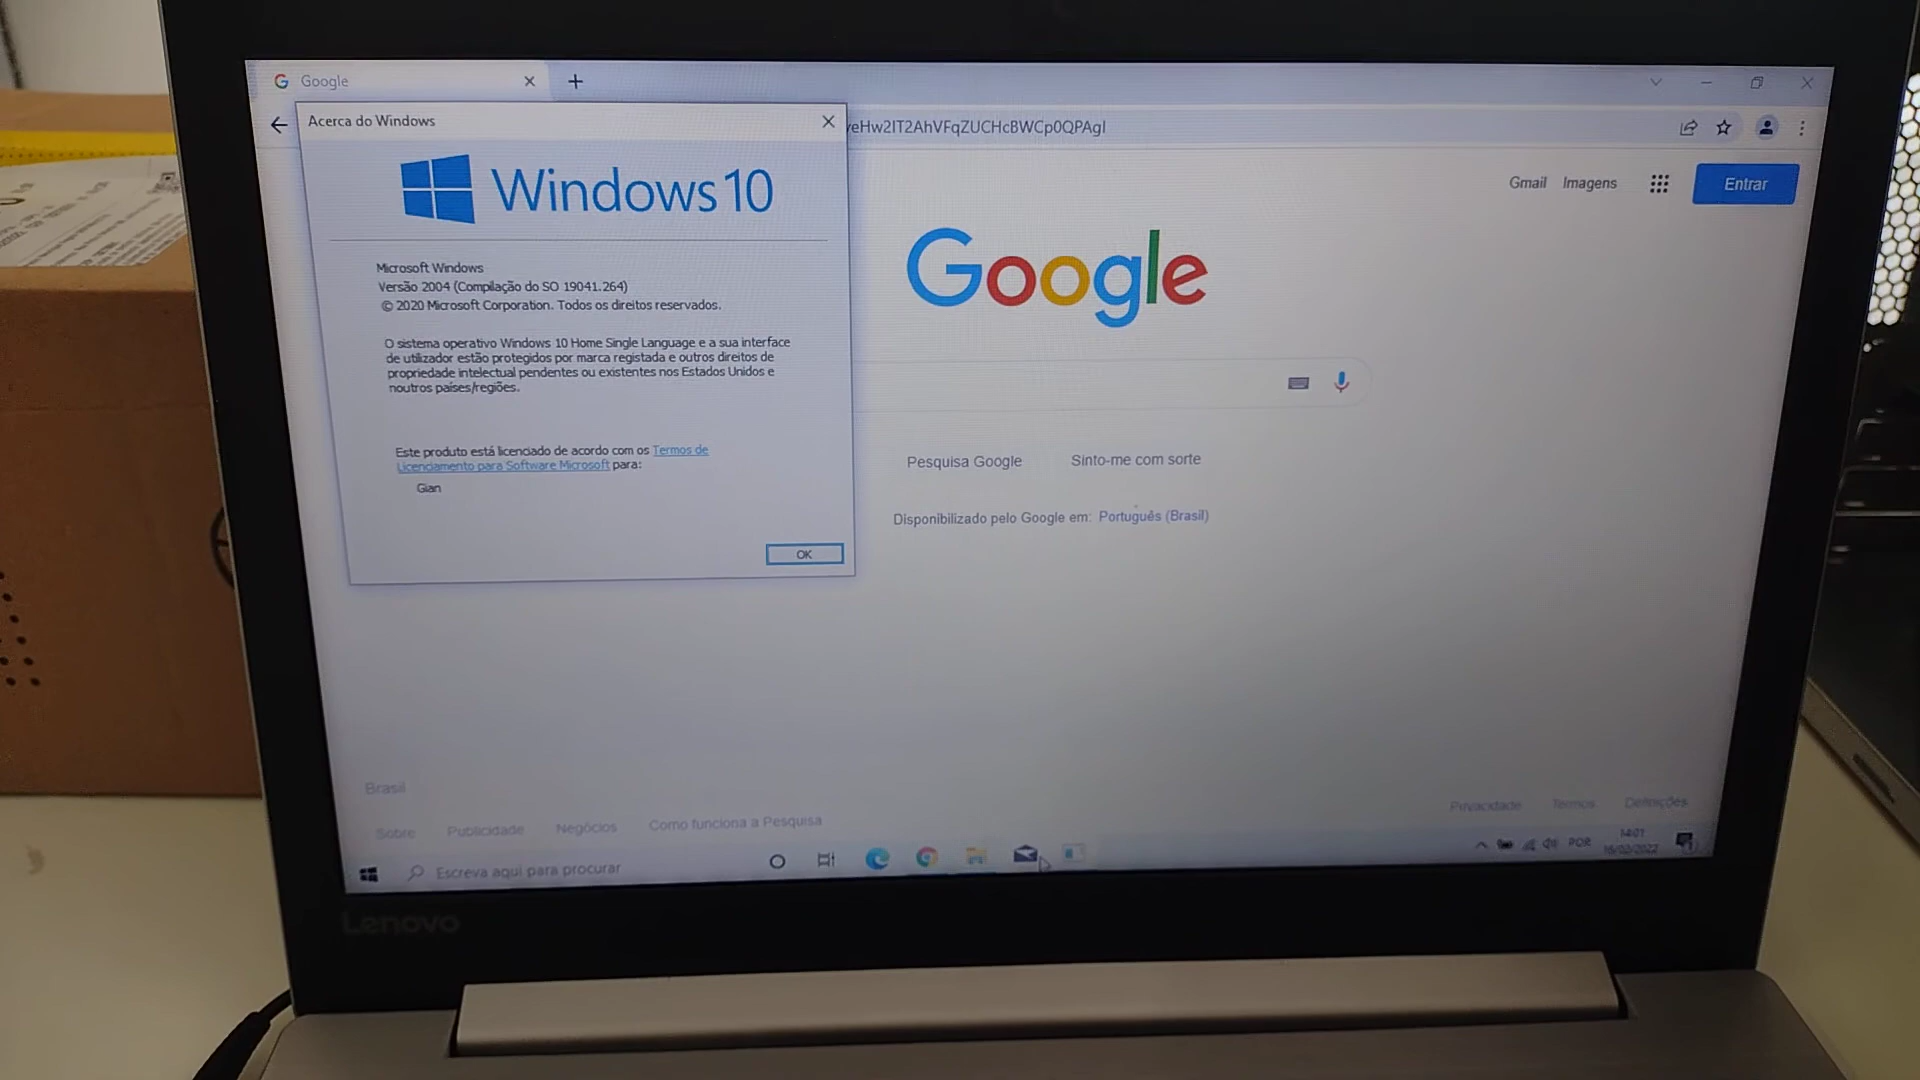 Google
Acerca do Windows
veHw2IT2AhVFqZUCHcBWCp0QPAgI
Windows 10
Gmail Imagens
Entrar
Google
Microsoft Windows
Versão 2004 (Compilação do SO 19041.264)
© 2020 Microsoft Corporation. Todos os direitos reservados.
O sistema operativo Windows 10 Home Single Language e a sua interface
de utilizador estão protegidos por marca registada e outros direitos de
propriedade intelectual pendentes ou existentes nos Estados Unidos e
noutros países/regiões.
Este produto está licenciado de acordo com os Termos de
Licenciamento para Software Microsoft para:
Gian
OK
Pesquisa Google Sinto-me com sorte
Disponibilizado pelo Google em: Português (Brasil)
Brasil
Sobre Publicidade Negócios Como funciona a Pesquisa
Privacidade Termos Definições
Escreva aqui para procurar
POR
14:01
Lenovo